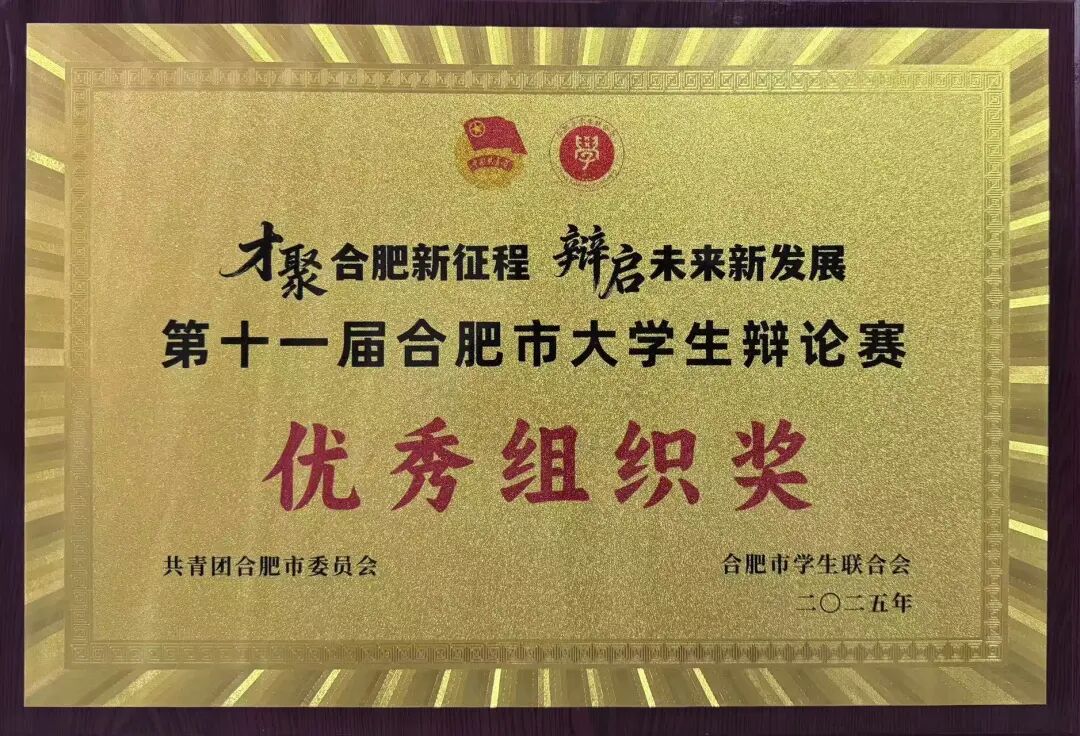 才聚合肥新征程 辩启未来新发展
第十一届合肥市大学生辩论赛
优秀组织奖
共青团合肥市委员会
合肥市学生联合会
二〇二五年